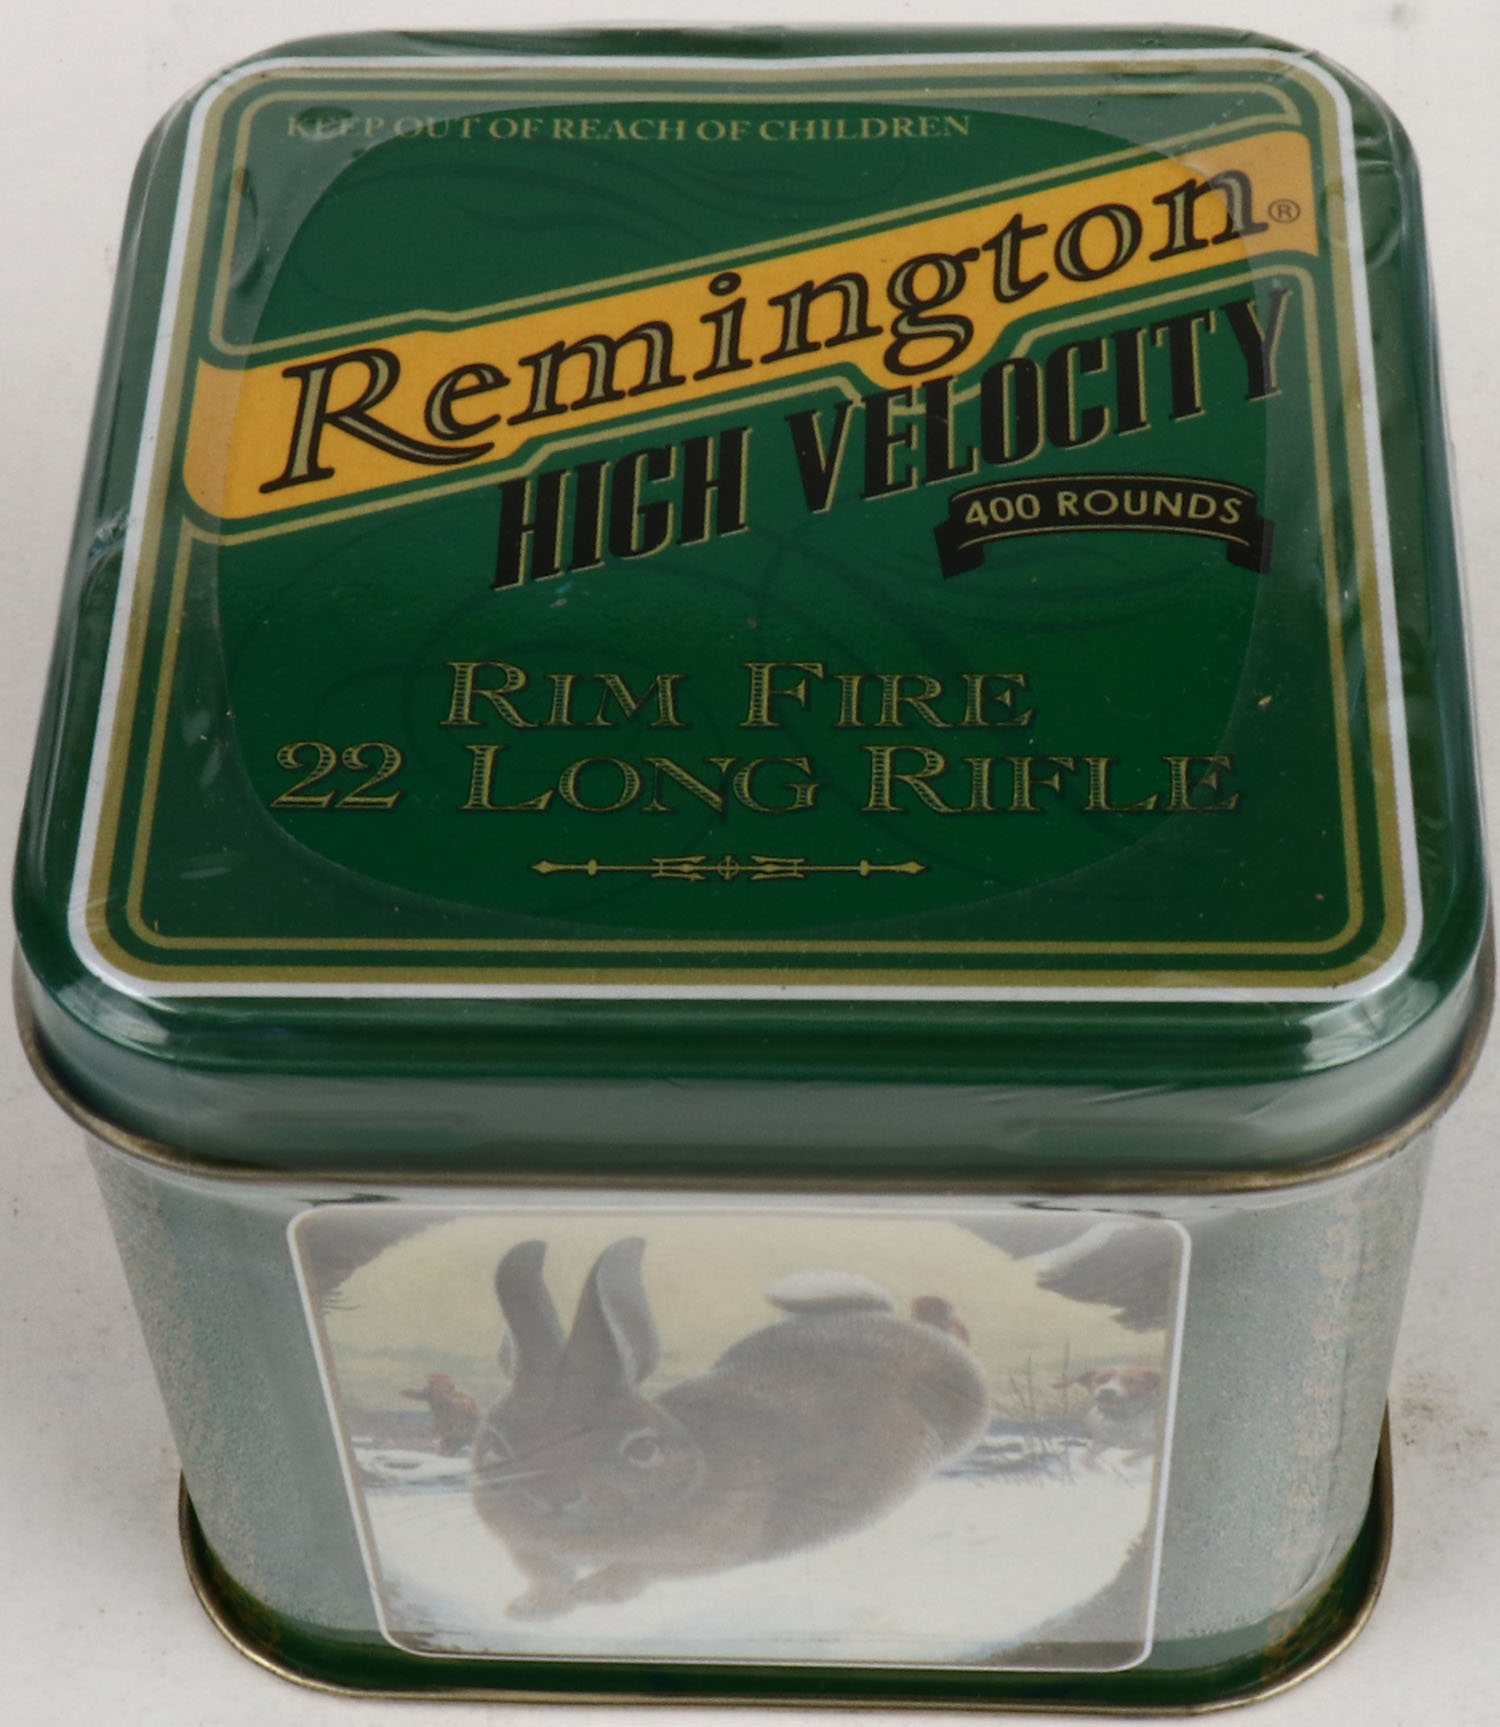 KEEP OUT OF REACH OF CHILDREN
Remington®
HIGH VELOCITY
400 ROUNDS
RIM FIRE
22 LONG RIFLE